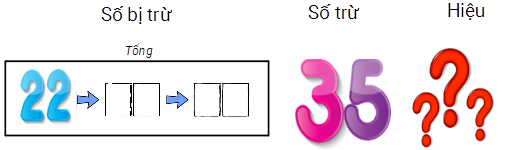 Số bị trừ Số trừ Hiệu
Tổng
22 35 ???